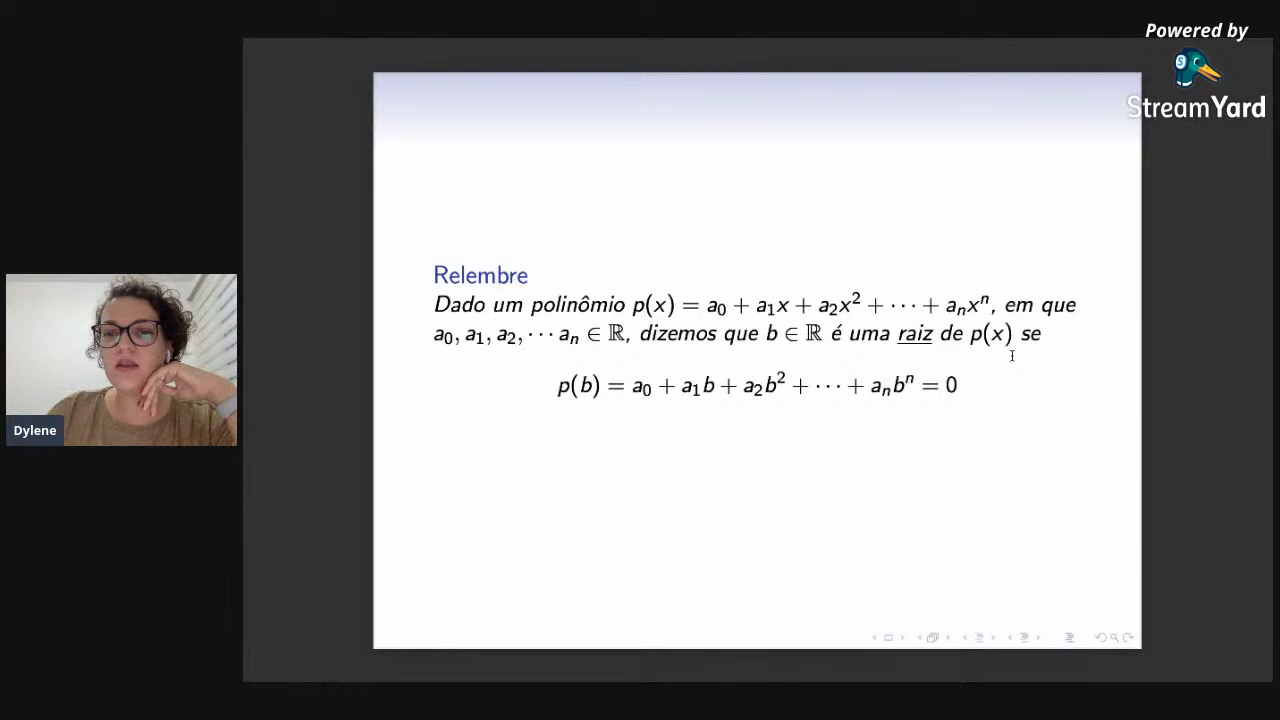 Powered by
StreamYard
Relembre
Dado um polinômio p(x) = a₀ + a₁x + a₂x² + ··· + aₙxⁿ, em que
a₀, a₁, a₂, ··· aₙ ∈ ℝ, dizemos que b ∈ ℝ é uma raiz de p(x) se
p(b) = a₀ + a₁b + a₂b² + ··· + aₙbⁿ = 0
Dylene